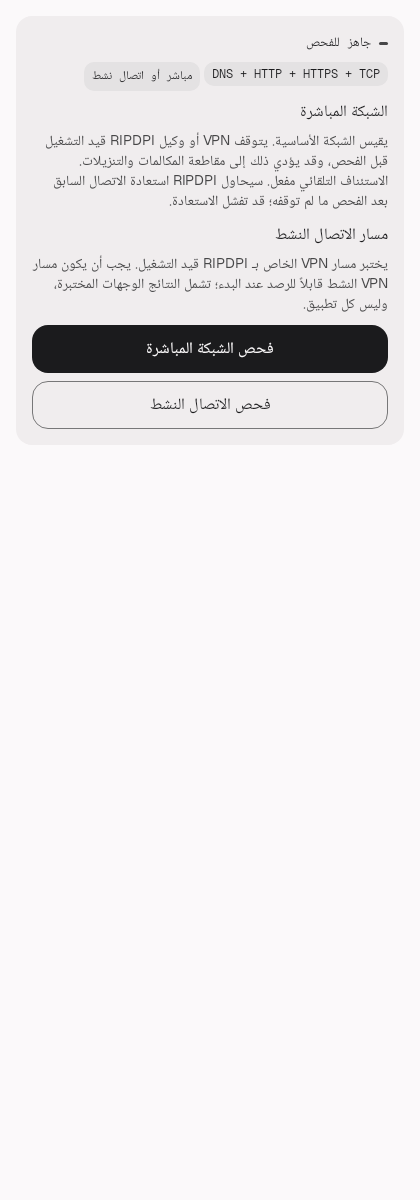 جاهز للفحص
DNS + HTTP + HTTPS + TCP
مباشر أو اتصال نشط
الشبكة المباشرة
يقيس الشبكة الأساسية. يتوقف VPN أو وكيل RIPDPI قيد التشغيل
قبل الفحص، وقد يؤدي ذلك إلى مقاطعة المكالمات والتنزيلات.
الاستئناف التلقائي مفعل. سيحاول RIPDPI استعادة الاتصال السابق
بعد الفحص ما لم توقفه؛ قد تفشل الاستعادة.
مسار الاتصال النشط
يختبر مسار VPN الخاص بـ RIPDPI قيد التشغيل. يجب أن يكون مسار
VPN النشط قابلاً للرصد عند البدء؛ تشمل النتائج الوجهات المختبرة،
وليس كل تطبيق.
فحص الشبكة المباشرة
فحص الاتصال النشط